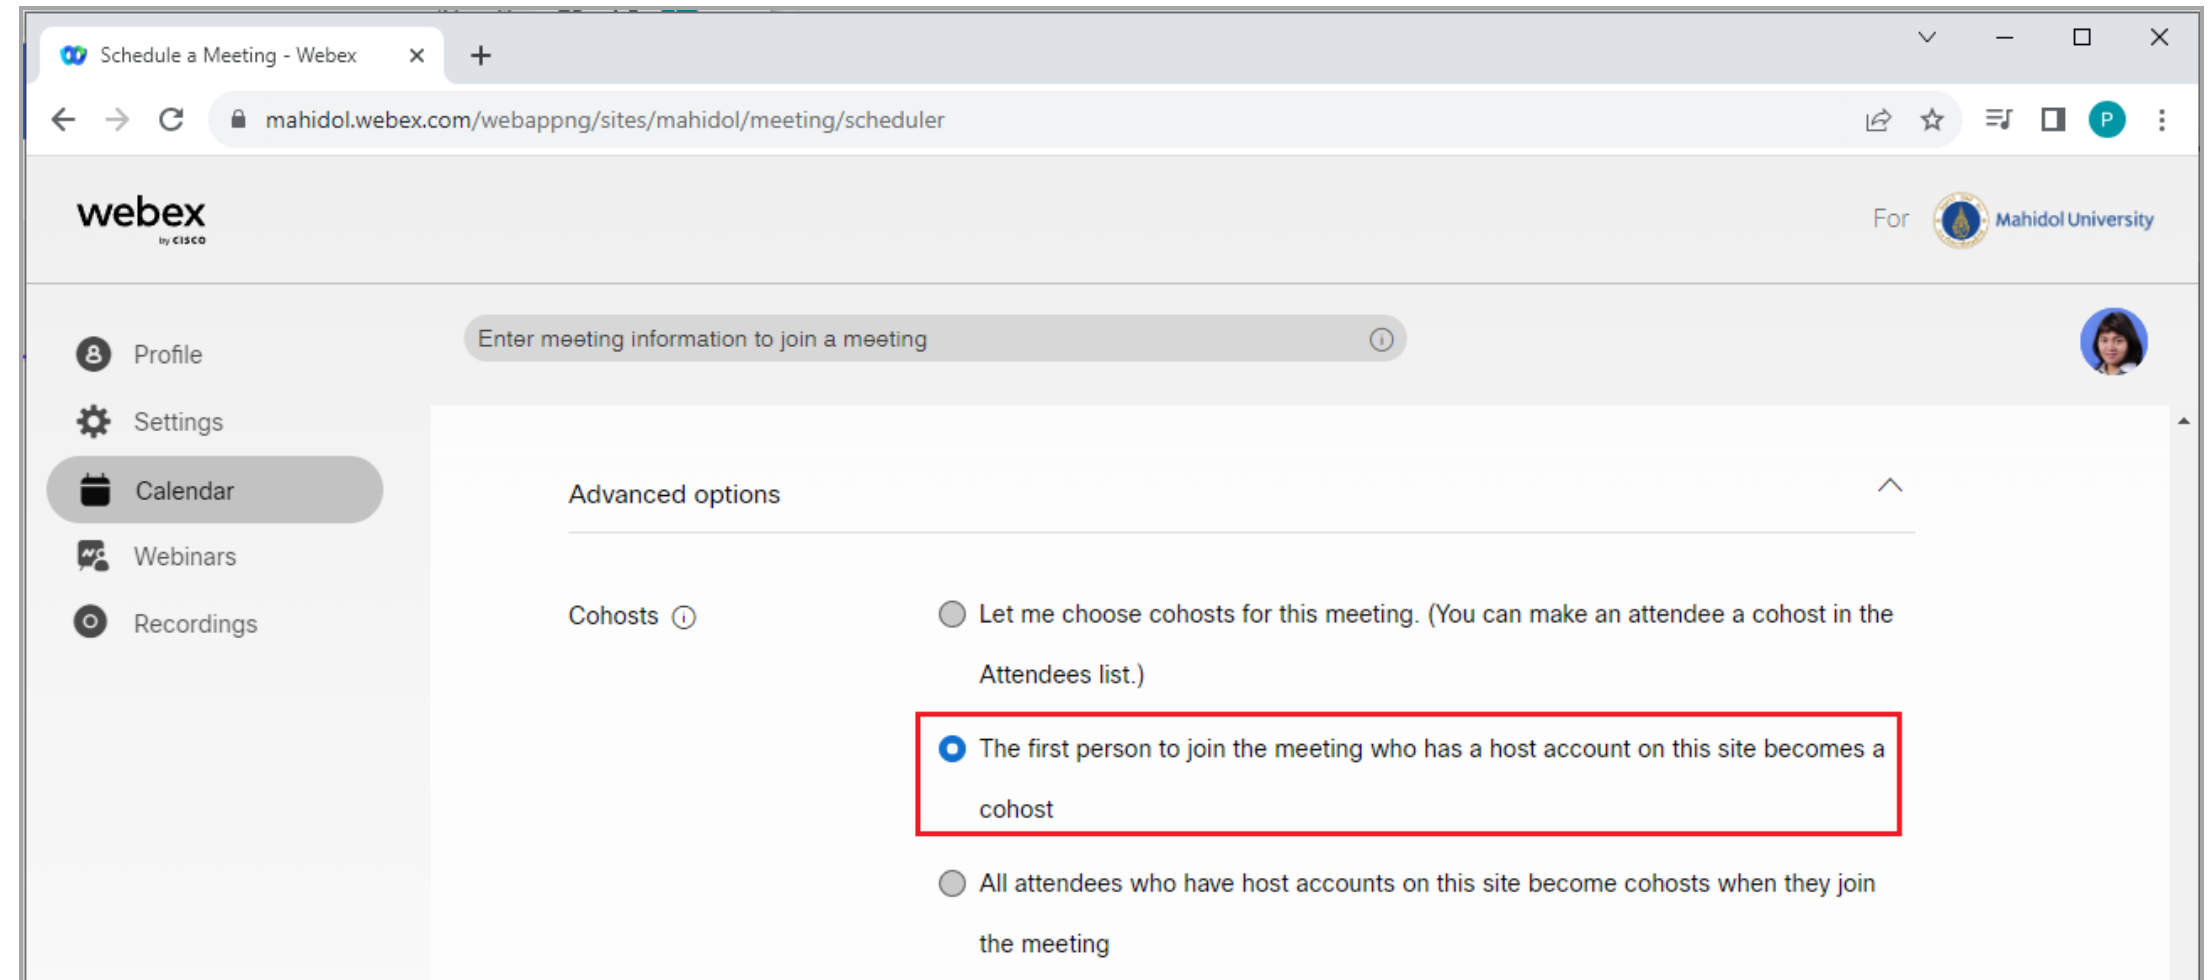 Schedule a Meeting - Webex
mahidol.webex.com/webappng/sites/mahidol/meeting/scheduler
P
webex
by CISCO
For Mahidol University
Profile
Enter meeting information to join a meeting
Settings
Calendar
Webinars
Recordings
Advanced options
Cohosts
Let me choose cohosts for this meeting. (You can make an attendee a cohost in the
Attendees list.)
The first person to join the meeting who has a host account on this site becomes a
cohost
All attendees who have host accounts on this site become cohosts when they join
the meeting